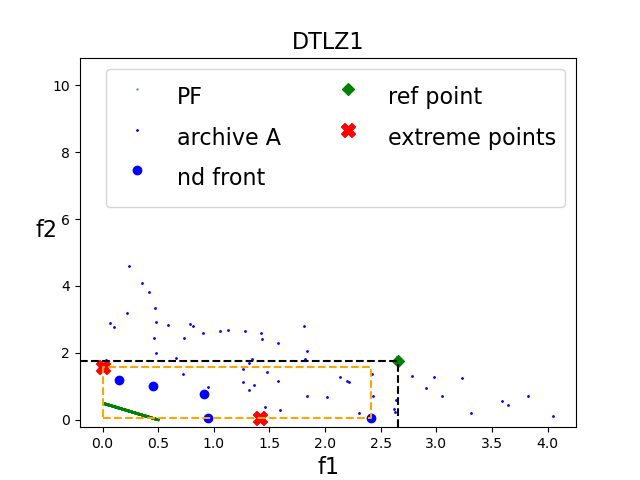 DTLZ1
PF
archive A
nd front
ref point
extreme points
f2
10
8
6
4
2
0
0.0 0.5 1.0 1.5 2.0 2.5 3.0 3.5 4.0
f1